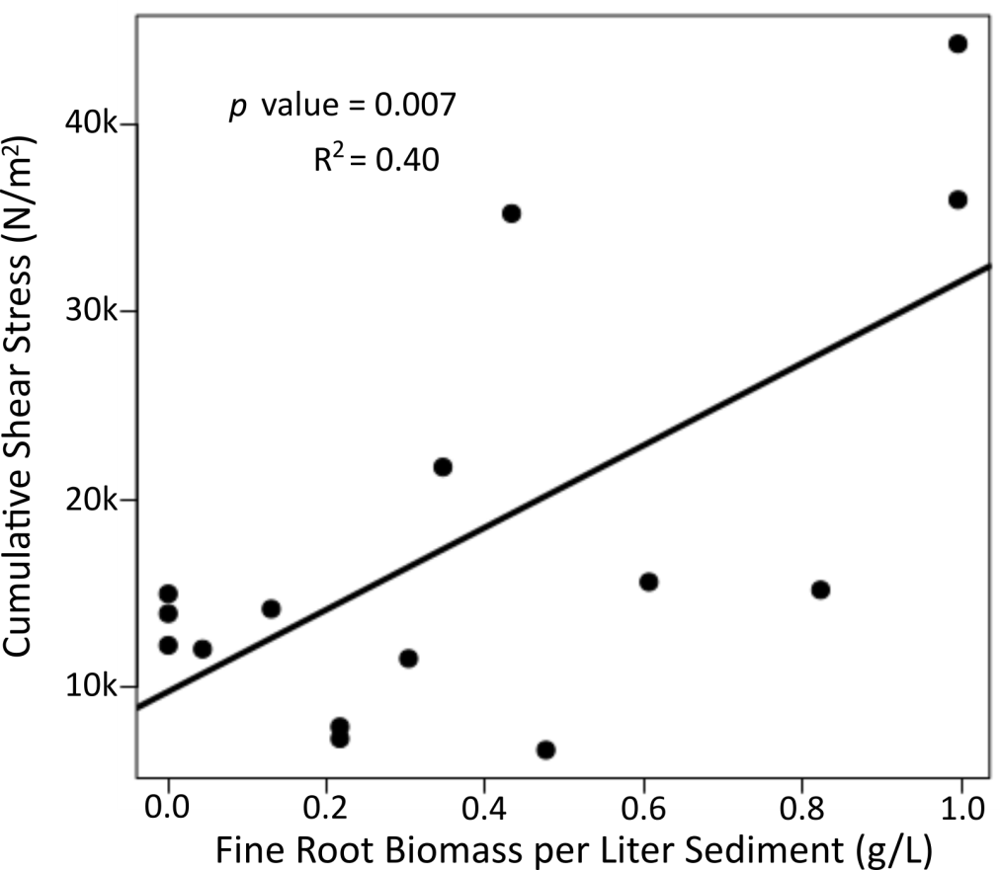 p value = 0.007
R² = 0.40
Cumulative Shear Stress (N/m²)
40k
30k
20k
10k
0.0 0.2 0.4 0.6 0.8 1.0
Fine Root Biomass per Liter Sediment (g/L)